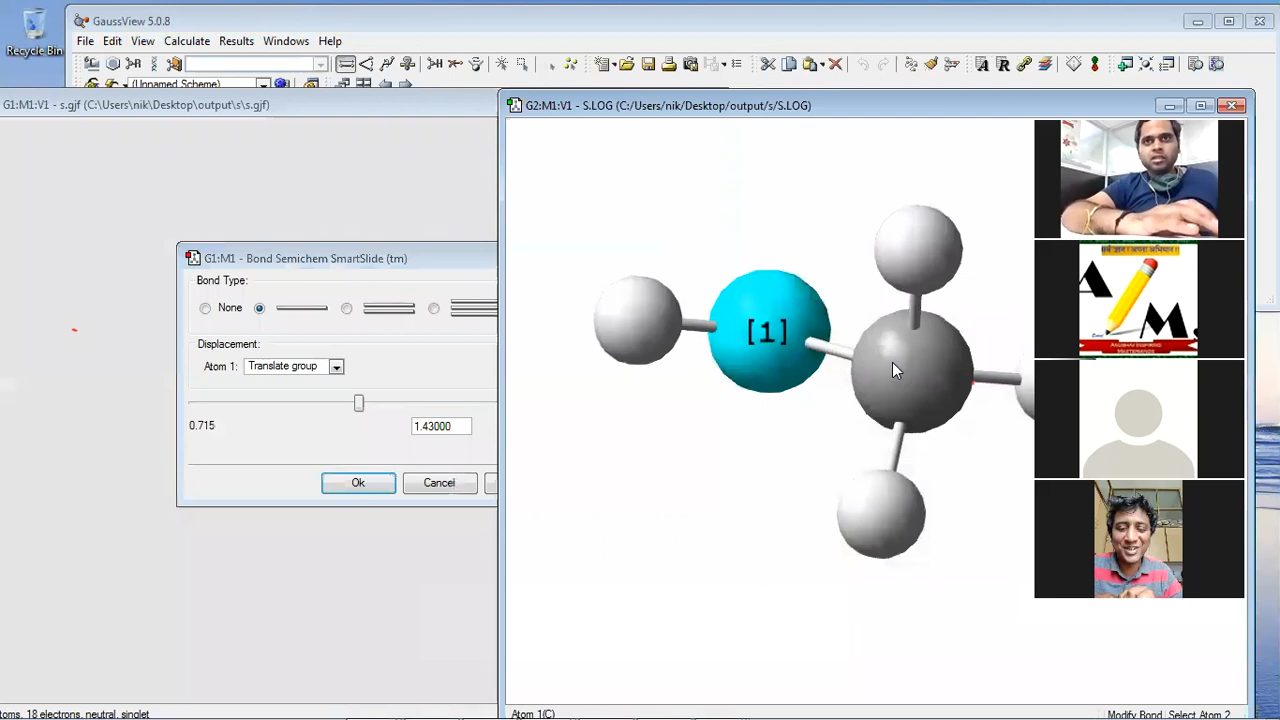 Recycle Bin
GaussView 5.0.8
File Edit View Calculate Results Windows Help
(Unnamed Scheme)
G1:M1:V1 - s.gjf (C:\Users\nik\Desktop\output\s\s.gjf)
G2:M1:V1 - S.LOG (C:/Users/nik/Desktop/output/s/S.LOG)
G1:M1 - Bond Semichem SmartSlide (tm)
Bond Type:
None
Displacement:
Atom 1: Translate group
0.715
1.43000
Ok Cancel
[1]
A
M.
toms, 18 electrons, neutral, singlet
Atom 1(C)
Modify Bond Select Atom 2